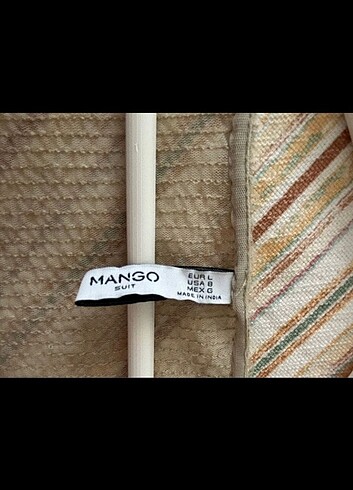 MANGO
SUIT
EUR L
USA 8
MEX G
MADE IN INDIA